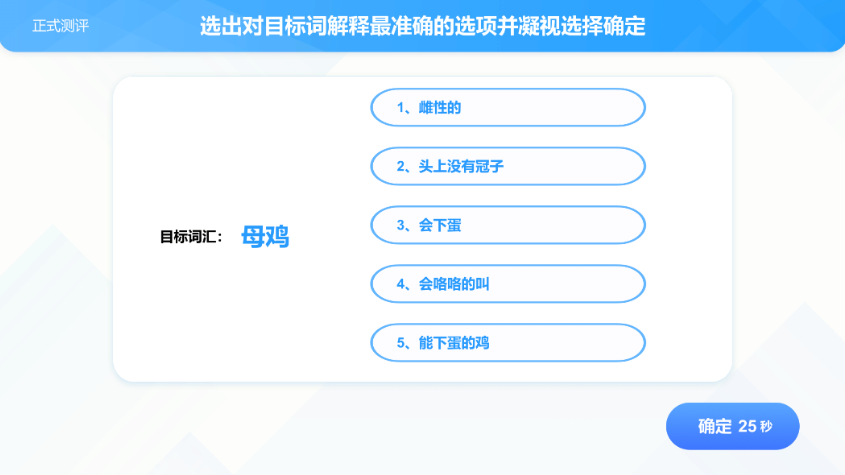 正式测评
选出对目标词解释最准确的选项并凝视选择确定
1、雌性的
2、头上没有冠子
目标词汇： 母鸡
3、会下蛋
4、会咯咯的叫
5、能下蛋的鸡
确定 25 秒